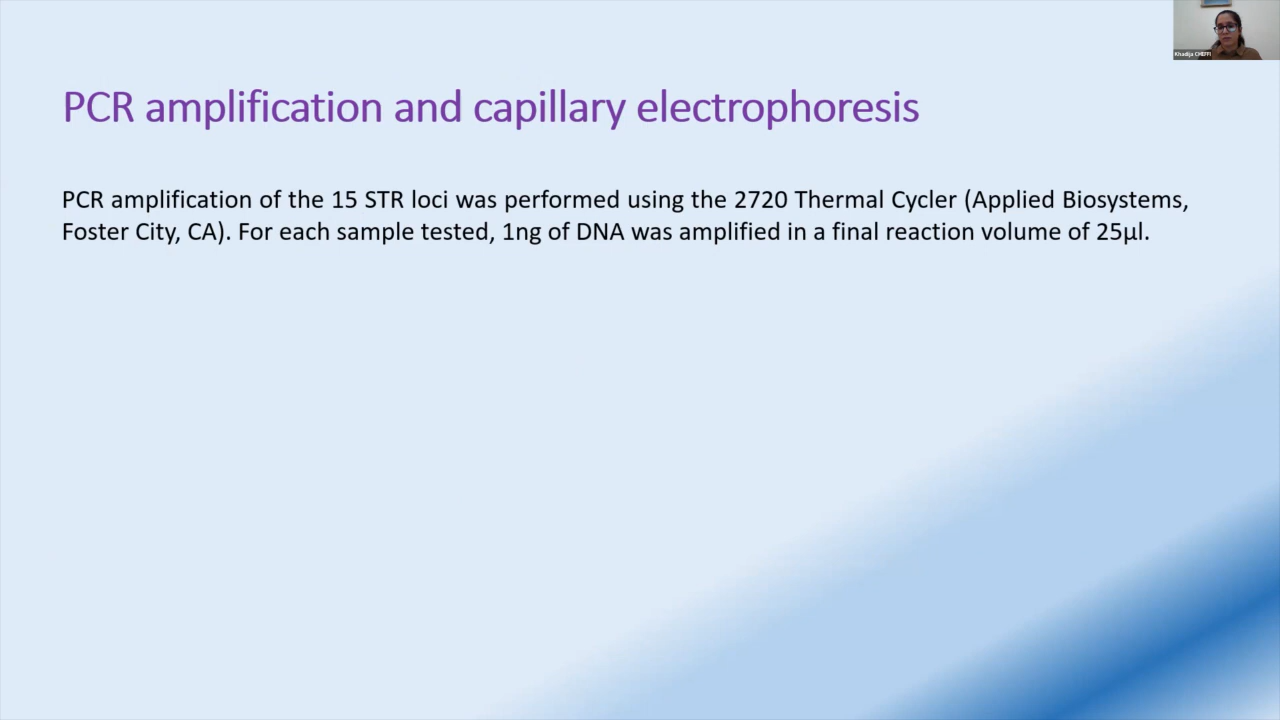 Khadija CHEFFI
PCR amplification and capillary electrophoresis
PCR amplification of the 15 STR loci was performed using the 2720 Thermal Cycler (Applied Biosystems,
Foster City, CA). For each sample tested, 1ng of DNA was amplified in a final reaction volume of 25µl.